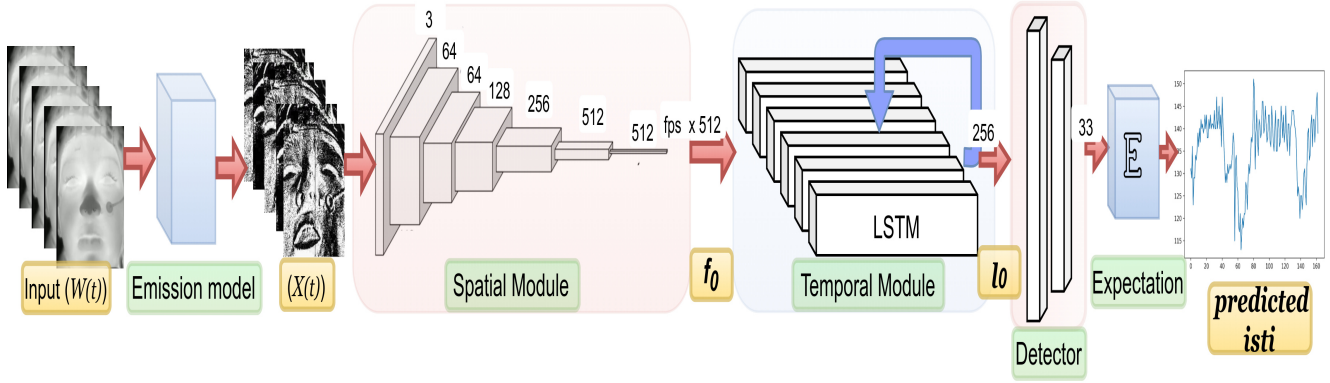 3
64
64
128
256
512
512
fps x 512
LSTM
256
33
E
150
145
140
135
130
125
120
115
0
20
40
60
80
100
120
140
160
Input (W(t))
Emission model
(X(t))
Spatial Module
f0
Temporal Module
l0
Detector
Expectation
predicted
isti